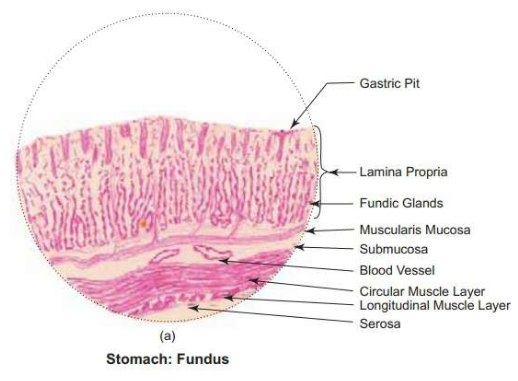 Gastric Pit
Lamina Propria
Fundic Glands
Muscularis Mucosa
Submucosa
Blood Vessel
Circular Muscle Layer
Longitudinal Muscle Layer
Serosa
(a)
Stomach: Fundus